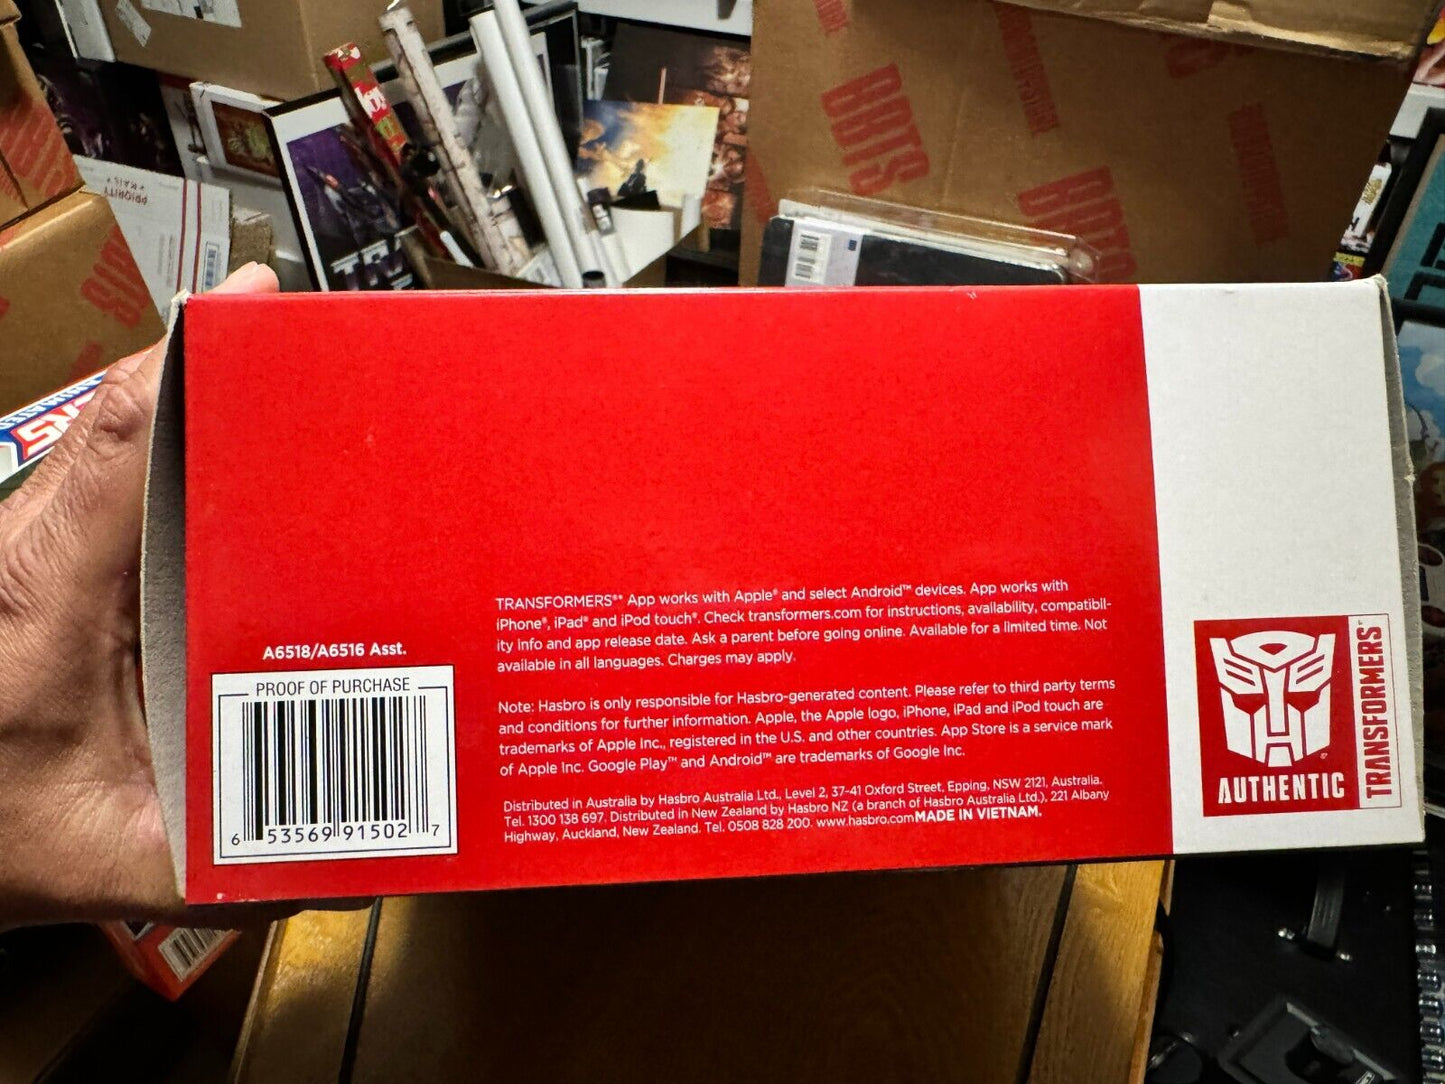 PRIORITY
MAIL
BBTS
BBTS
TRANSFORMERS℠* App works with Apple® and select Android™ devices. App works with
iPhone®, iPad® and iPod touch®. Check transformers.com for instructions, availability, compatibil-
ity info and app release date. Ask a parent before going online. Available for a limited time. Not
available in all languages. Charges may apply.
Note: Hasbro is only responsible for Hasbro-generated content. Please refer to third party terms
and conditions for further information. Apple, the Apple logo, iPhone, iPad and iPod touch are
trademarks of Apple Inc., registered in the U.S. and other countries. App Store is a service mark
of Apple Inc. Google Play™ and Android™ are trademarks of Google Inc.
Distributed in Australia by Hasbro Australia Ltd., Level 2, 37-41 Oxford Street, Epping, NSW 2121, Australia.
Tel. 1300 138 697. Distributed in New Zealand by Hasbro NZ (a branch of Hasbro Australia Ltd.), 221 Albany
Highway, Auckland, New Zealand. Tel. 0508 828 200. www.hasbro.com MADE IN VIETNAM.
A6518/A6516 Asst.
PROOF OF PURCHASE
6 53569 91502 7
AUTHENTIC
TRANSFORMERS